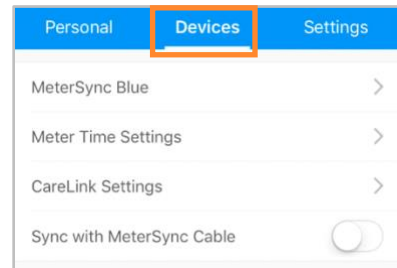 Personal Devices Settings
MeterSync Blue
Meter Time Settings
CareLink Settings
Sync with MeterSync Cable